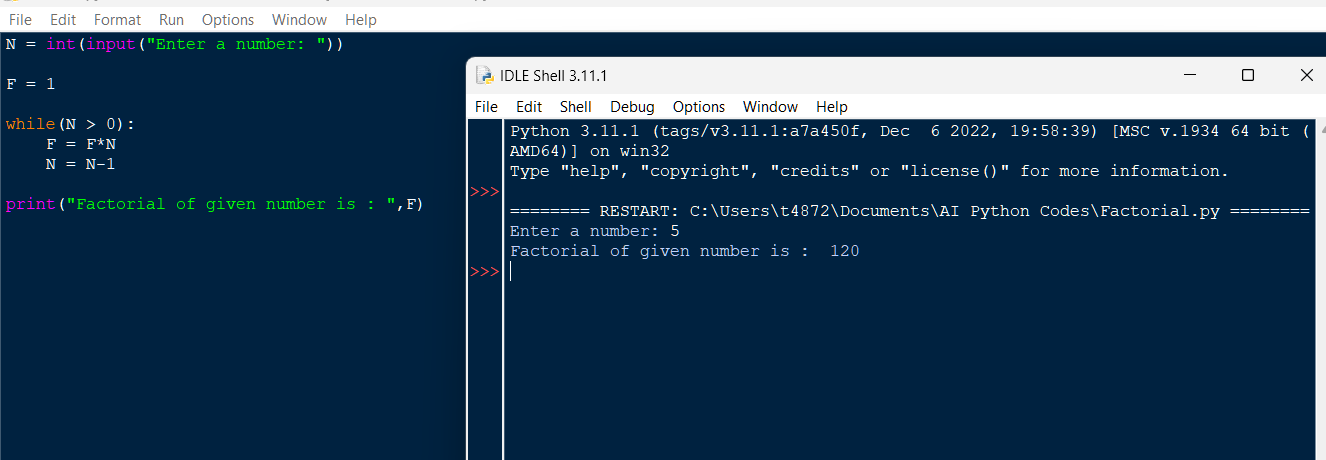 File Edit Format Run Options Window Help
N = int(input("Enter a number: "))
F = 1
while(N > 0):
    F = F*N
    N = N-1
print("Factorial of given number is : ",F)
IDLE Shell 3.11.1
File Edit Shell Debug Options Window Help
Python 3.11.1 (tags/v3.11.1:a7a450f, Dec  6 2022, 19:58:39) [MSC v.1934 64 bit (
AMD64)] on win32
Type "help", "copyright", "credits" or "license()" for more information.
>>>
======== RESTART: C:\Users\t4872\Documents\AI Python Codes\Factorial.py ========
Enter a number: 5
Factorial of given number is :  120
>>>